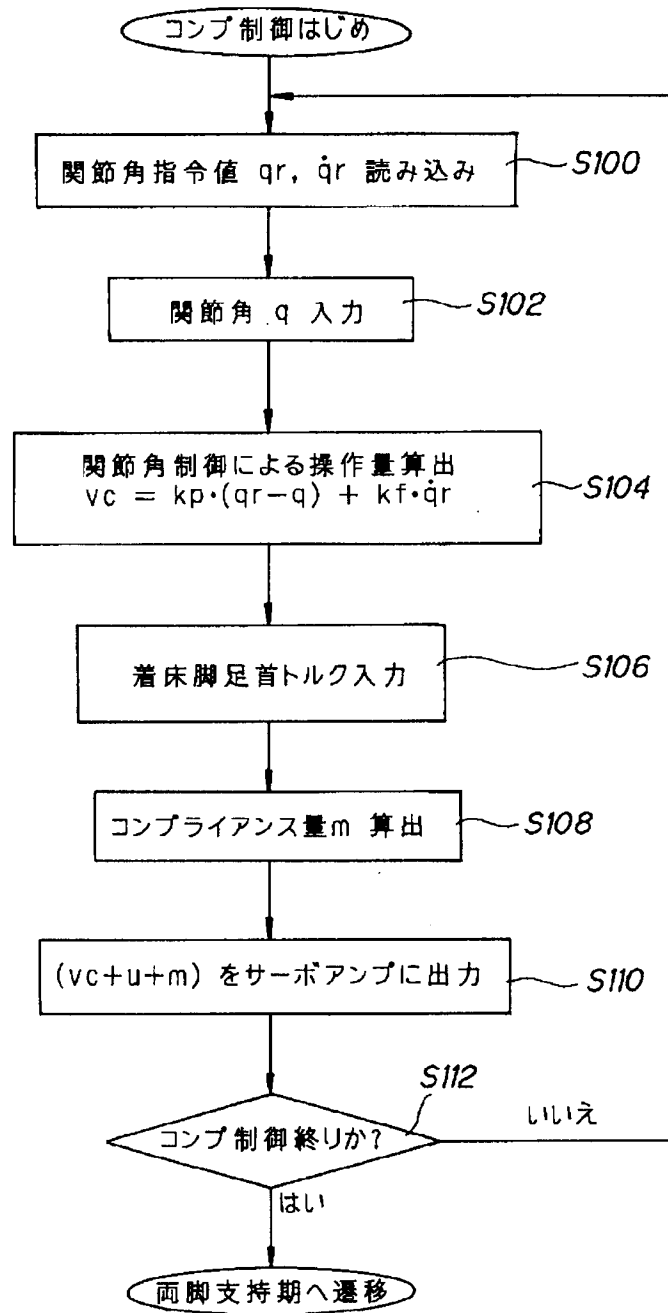 コンプ制御はじめ
関節角指令値 qr, q̇r 読み込み
S100
関節角 q 入力
S102
関節角制御による操作量算出
vc = kp·(qr−q) + kf·q̇r
S104
着床脚足首トルク入力
S106
コンプライアンス量m 算出
S108
(vc+u+m) をサーボアンプに出力
S110
S112
コンプ制御終りか?
いいえ
はい
両脚支持期へ遷移